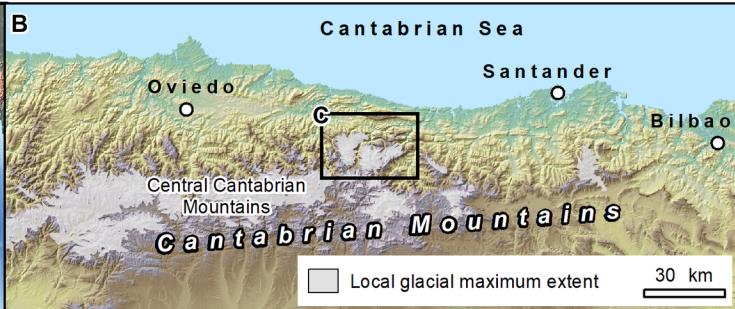 B
Cantabrian Sea
Santander
Oviedo
C
Bilbao
Central Cantabrian
Mountains
Cantabrian Mountains
Local glacial maximum extent
30 km